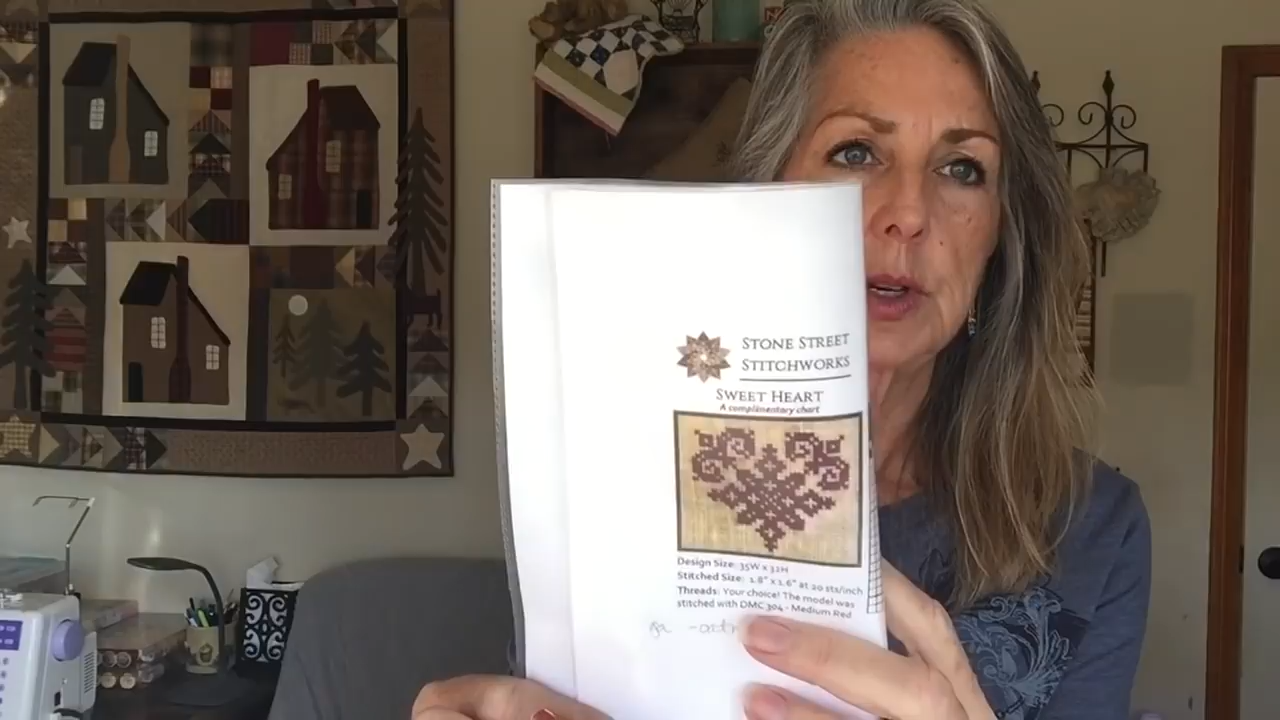 STONE STREET
STITCHWORKS
SWEET HEART
A complimentary chart
Design Size: 35W x 32H
Stitched Size: 1.8" x 1.6" at 20 sts/inch
Threads: Your choice! The model was
stitched with DMC 304 - Medium Red